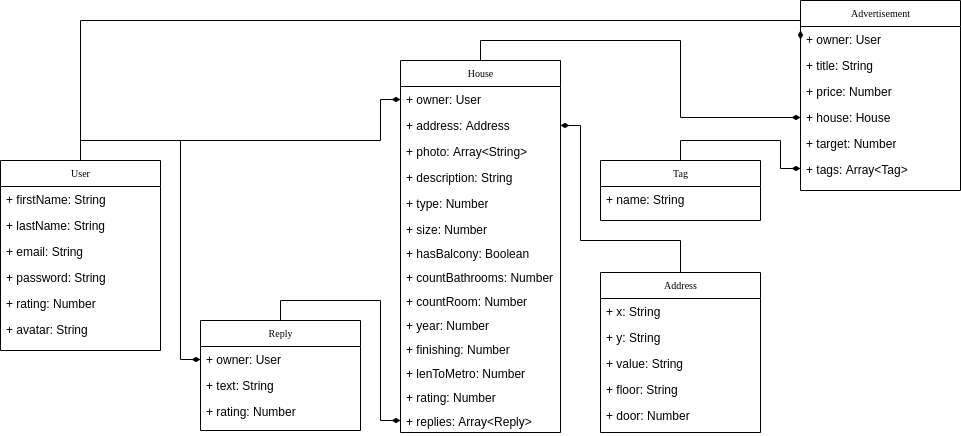 Advertisement
+ owner: User
+ title: String
+ price: Number
+ house: House
+ target: Number
+ tags: Array<Tag>
House
+ owner: User
+ address: Address
+ photo: Array<String>
+ description: String
+ type: Number
+ size: Number
+ hasBalcony: Boolean
+ countBathrooms: Number
+ countRoom: Number
+ year: Number
+ finishing: Number
+ lenToMetro: Number
+ rating: Number
+ replies: Array<Reply>
User
+ firstName: String
+ lastName: String
+ email: String
+ password: String
+ rating: Number
+ avatar: String
Tag
+ name: String
Address
+ x: String
+ y: String
+ value: String
+ floor: String
+ door: Number
Reply
+ owner: User
+ text: String
+ rating: Number